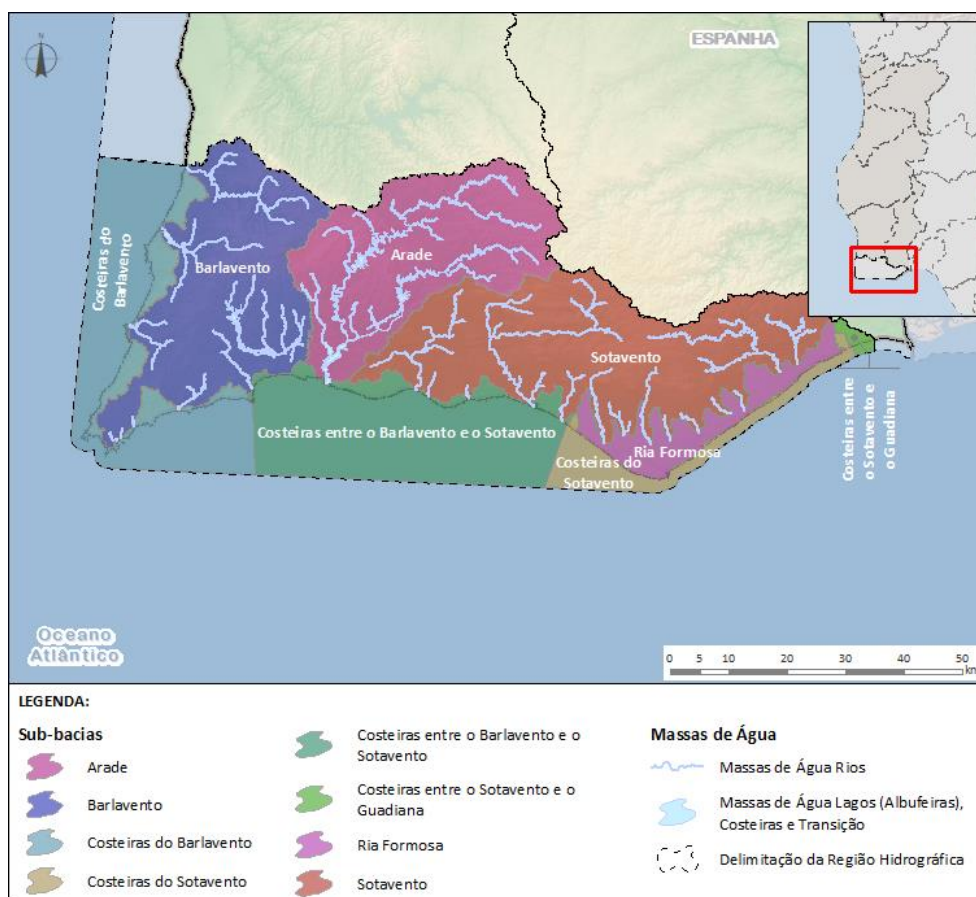 N
ESPANHA
Costeiras do
Barlavento
Barlavento
Arade
Sotavento
Costeiras entre o Barlavento e o Sotavento
Costeiras do
Sotavento
Ria Formosa
Costeiras entre
o Sotavento e
o Guadiana
Oceano
Atlântico
0 5 10 20 30 40 50
km
LEGENDA:
Sub-bacias
Arade
Barlavento
Costeiras do Barlavento
Costeiras do Sotavento
Costeiras entre o Barlavento e o
Sotavento
Costeiras entre o Sotavento e o
Guadiana
Ria Formosa
Sotavento
Massas de Água
Massas de Água Rios
Massas de Água Lagos (Albufeiras),
Costeiras e Transição
Delimitação da Região Hidrográfica